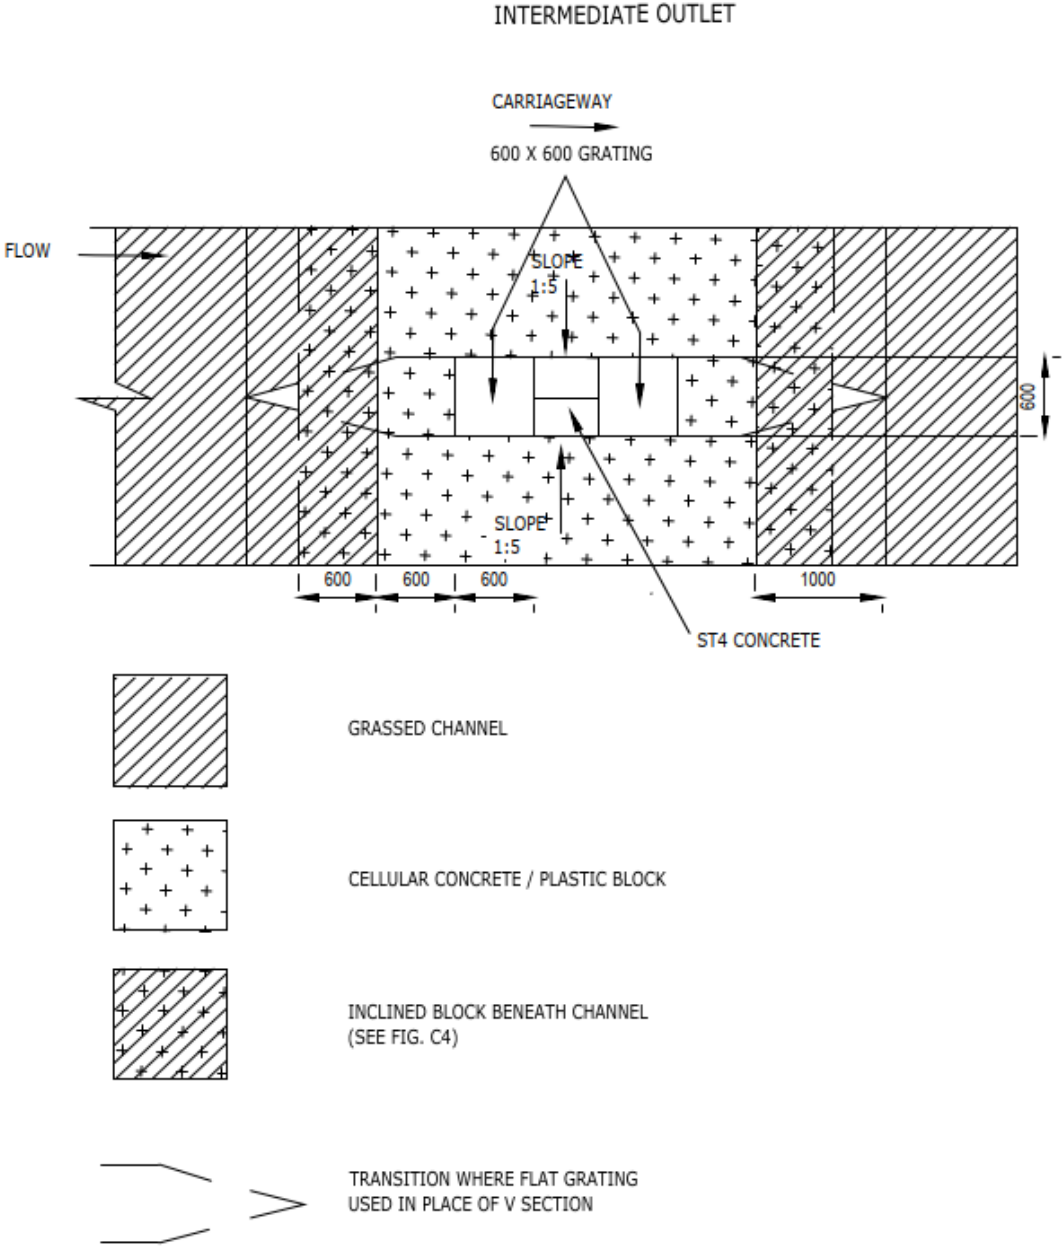 INTERMEDIATE OUTLET
CARRIAGEWAY
600 X 600 GRATING
FLOW
SLOPE
1:5
600
SLOPE
1:5
600
600
600
1000
ST4 CONCRETE
GRASSED CHANNEL
CELLULAR CONCRETE / PLASTIC BLOCK
INCLINED BLOCK BENEATH CHANNEL
(SEE FIG. C4)
TRANSITION WHERE FLAT GRATING
USED IN PLACE OF V SECTION